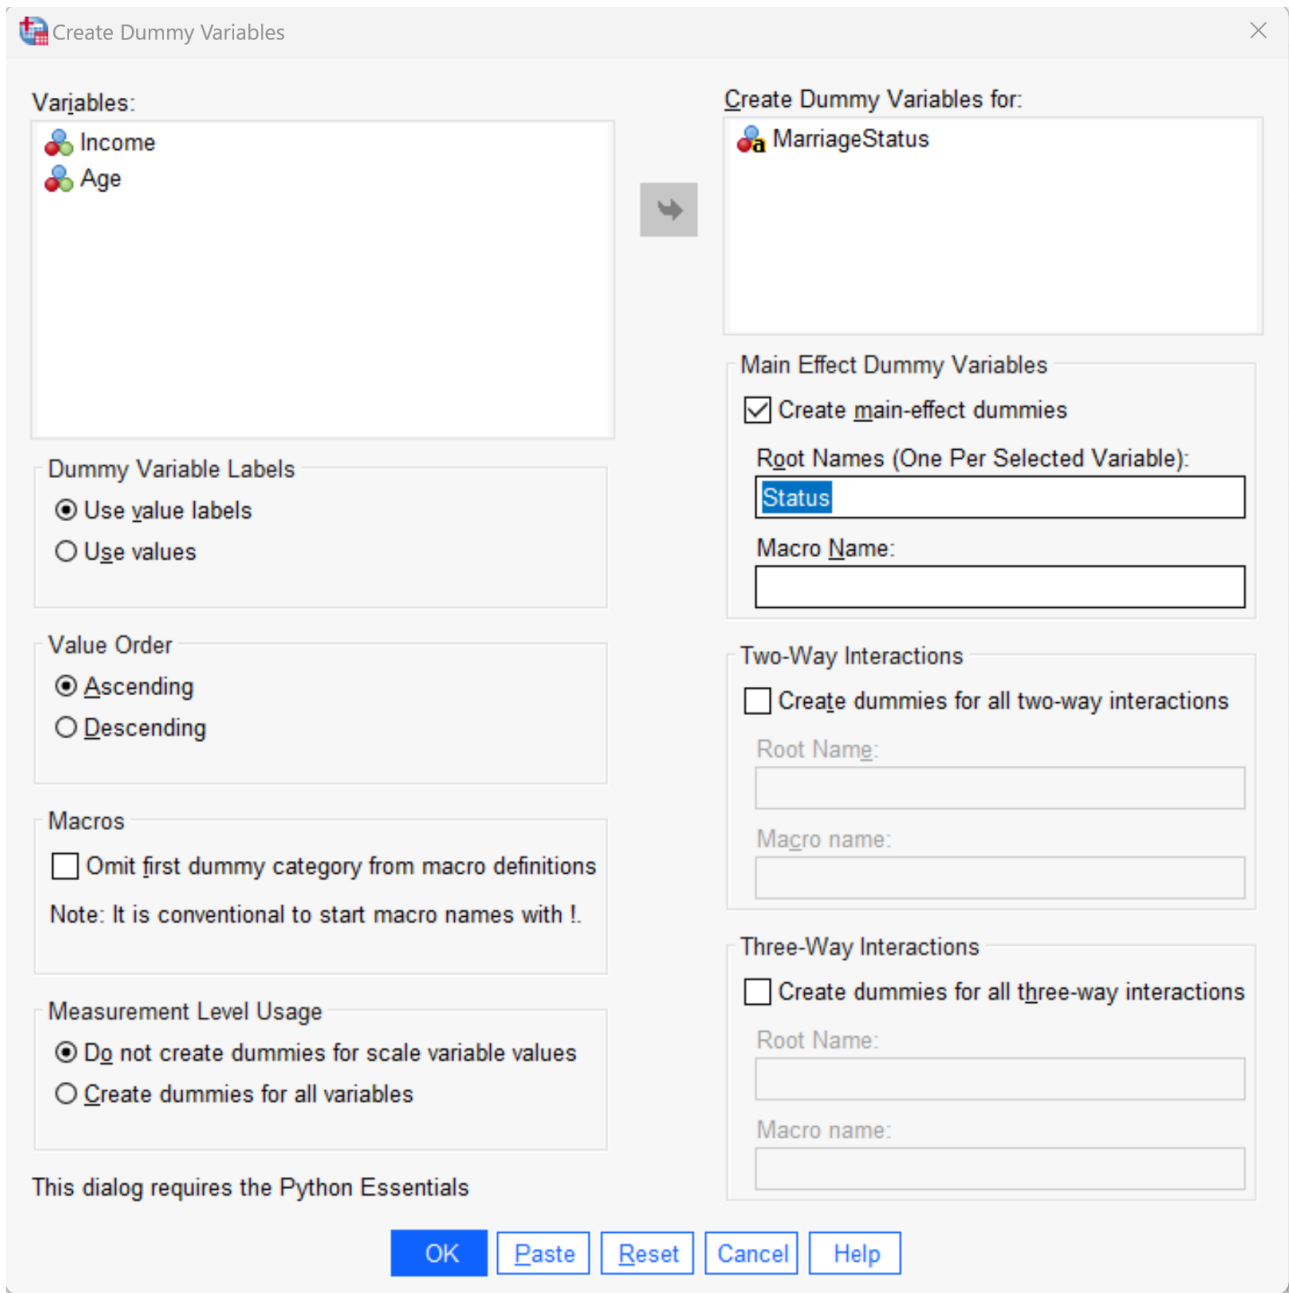 Create Dummy Variables
Variables:
Income
Age
Create Dummy Variables for:
MarriageStatus
Dummy Variable Labels
Use value labels
Use values
Value Order
Ascending
Descending
Macros
Omit first dummy category from macro definitions
Note: It is conventional to start macro names with !.
Measurement Level Usage
Do not create dummies for scale variable values
Create dummies for all variables
This dialog requires the Python Essentials
Main Effect Dummy Variables
Create main-effect dummies
Root Names (One Per Selected Variable):
Status
Macro Name:
Two-Way Interactions
Create dummies for all two-way interactions
Root Name:
Macro name:
Three-Way Interactions
Create dummies for all three-way interactions
Root Name:
Macro name:
OK
Paste
Reset
Cancel
Help